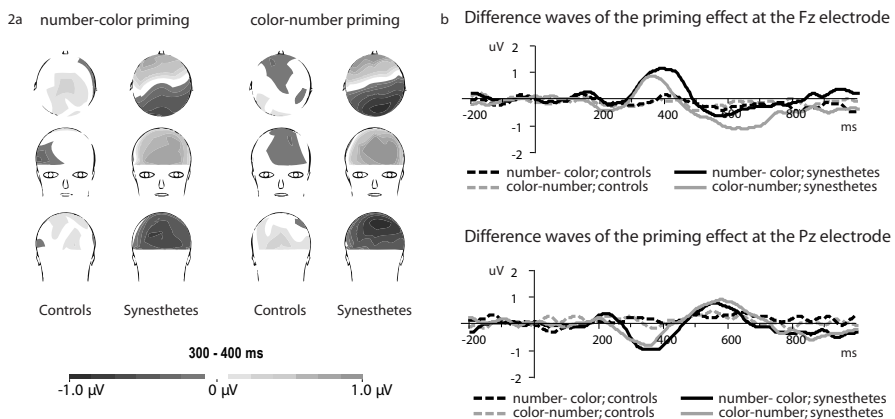 2a
number-color priming
color-number priming
Controls
Synesthetes
Controls
Synesthetes
300 - 400 ms
-1.0 µV
0 µV
1.0 µV
b
Difference waves of the priming effect at the Fz electrode
uV
2
1
-200
200
400
600
800
ms
-1
-2
number- color; controls
number- color; synesthetes
color-number; controls
color-number; synesthetes
Difference waves of the priming effect at the Pz electrode
uV
2
1
-200
200
400
600
800
ms
-1
-2
number- color; controls
number- color; synesthetes
color-number; controls
color-number; synesthetes